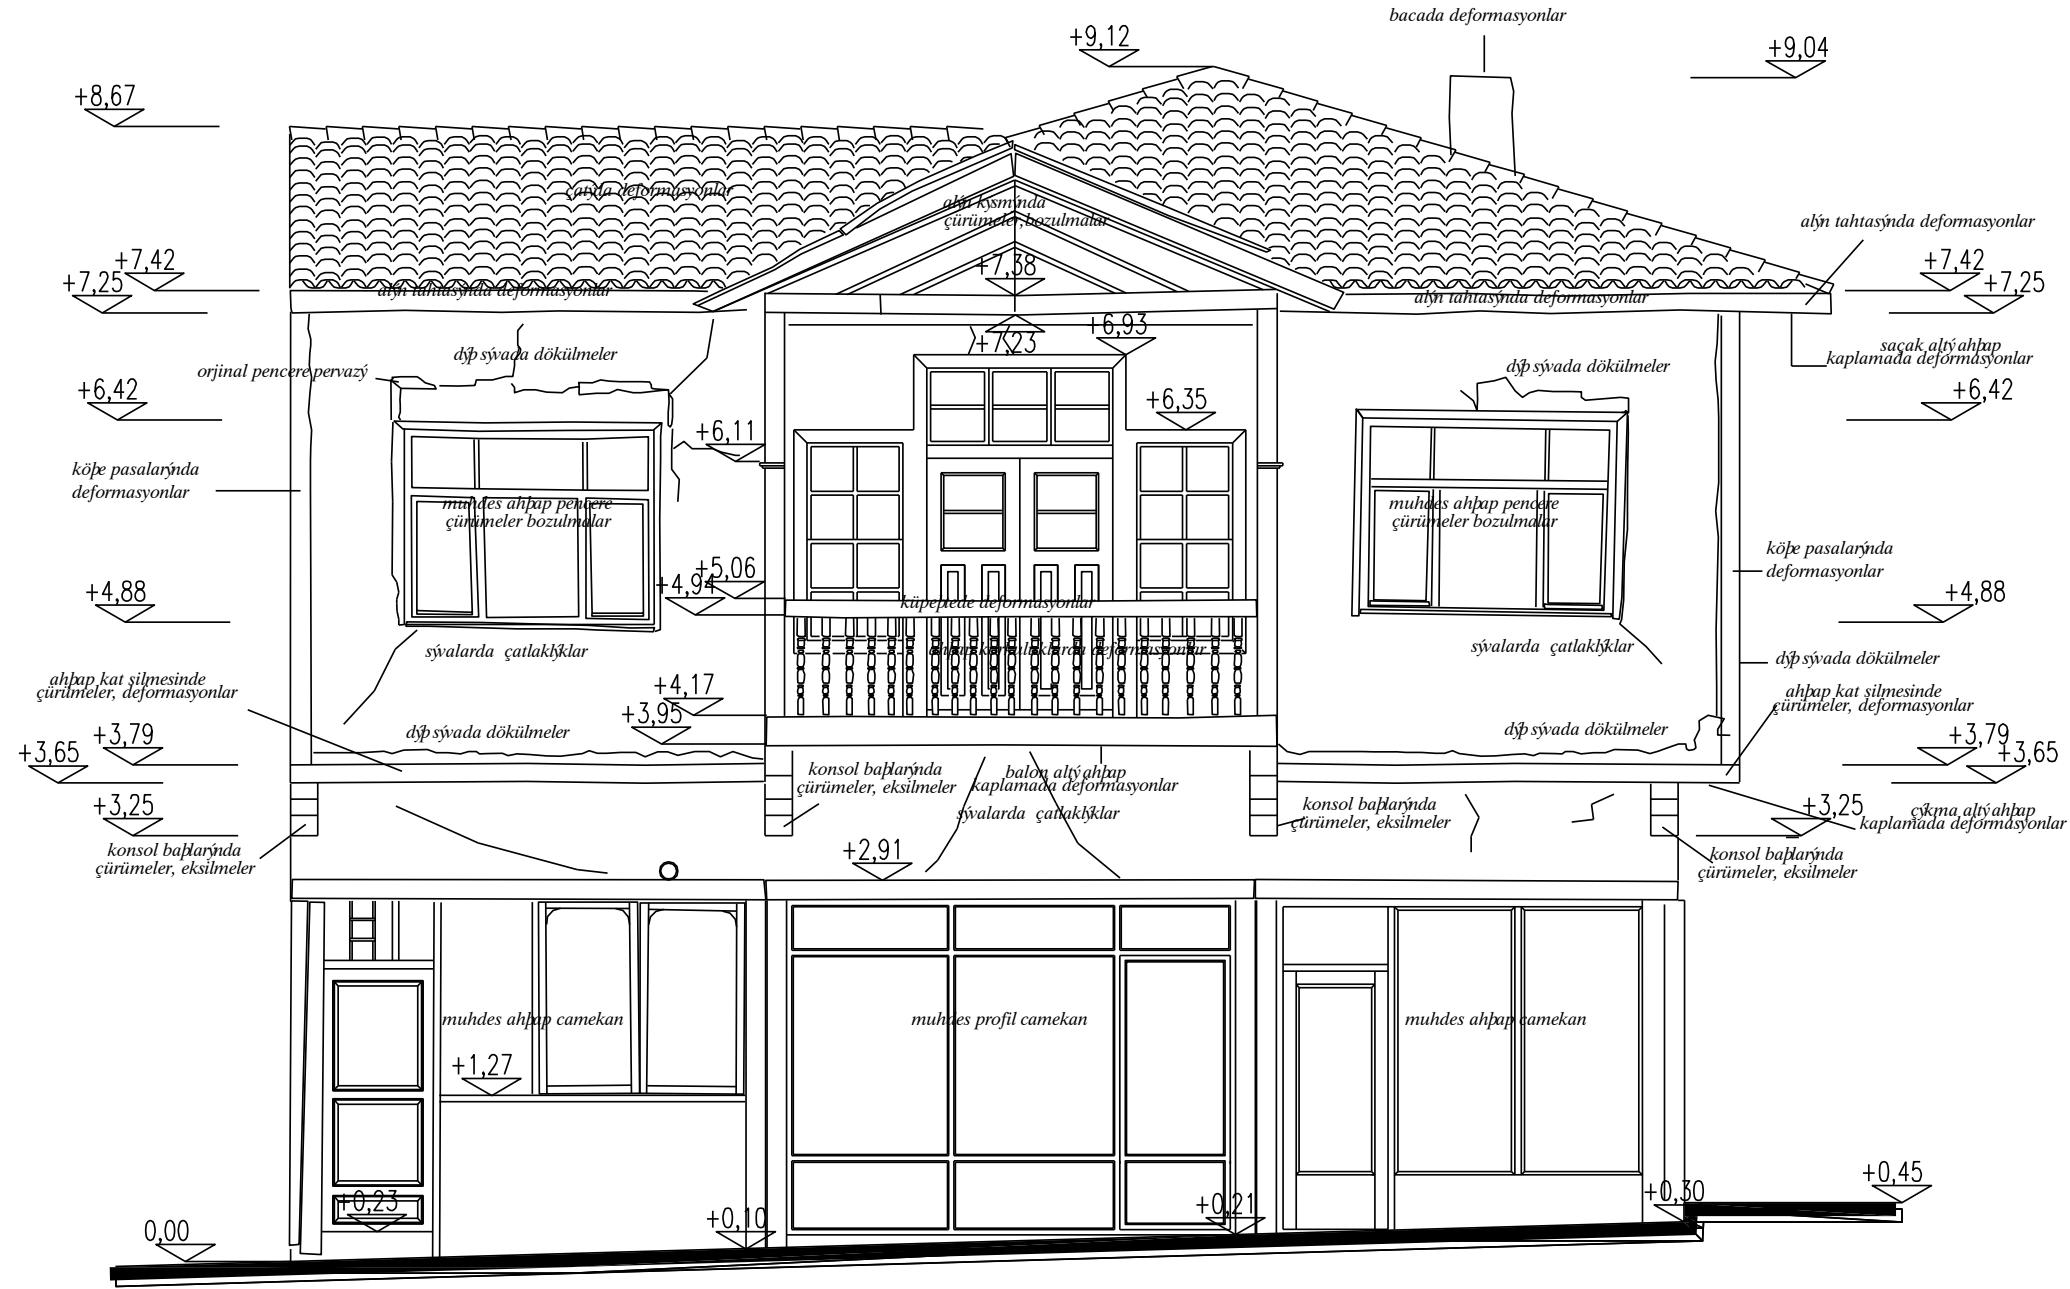 bacada deformasyonlar
+9,12
+9,04
+8,67
çatýda deformasyonlar
alýn kýsmýnda
çürümeler,bozulmalar
alýn tahtasýnda deformasyonlar
+7,42
+7,25
+7,38
+7,42
+7,25
alýn tahtasýnda deformasyonlar
alýn tahtasýnda deformasyonlar
+6,93
+7,23
dýþ sývada dökülmeler
orjinal pencere pervazý
dýþ sývada dökülmeler
saçak altý ahþap
kaplamada deformasyonlar
+6,42
+6,35
+6,42
+6,11
köþe pasalarýnda
deformasyonlar
muhdes ahþap pencere
çürümeler bozulmalar
muhdes ahþap pencere
çürümeler bozulmalar
köþe pasalarýnda
deformasyonlar
+5,06
+4,94
+4,88
+4,88
küpeþtede deformasyonlar
ahþap korkuluklarda deformasyonlar
sývalarda çatlaklýklar
sývalarda çatlaklýklar
dýþ sývada dökülmeler
ahþap kat silmesinde
çürümeler, deformasyonlar
ahþap kat silmesinde
çürümeler, deformasyonlar
+4,17
+3,95
dýþ sývada dökülmeler
dýþ sývada dökülmeler
+3,79
+3,65
+3,79
+3,65
konsol baþlarýnda
çürümeler, eksilmeler
balon altý ahþap
kaplamada deformasyonlar
sývalarda çatlaklýklar
konsol baþlarýnda
çürümeler, eksilmeler
+3,25
+3,25
çýkma altý ahþap
kaplamada deformasyonlar
konsol baþlarýnda
çürümeler, eksilmeler
+2,91
konsol baþlarýnda
çürümeler, eksilmeler
muhdes ahþap camekan
muhdes profil camekan
muhdes ahþap camekan
+1,27
+0,23
+0,10
+0,21
+0,30
+0,45
0,00